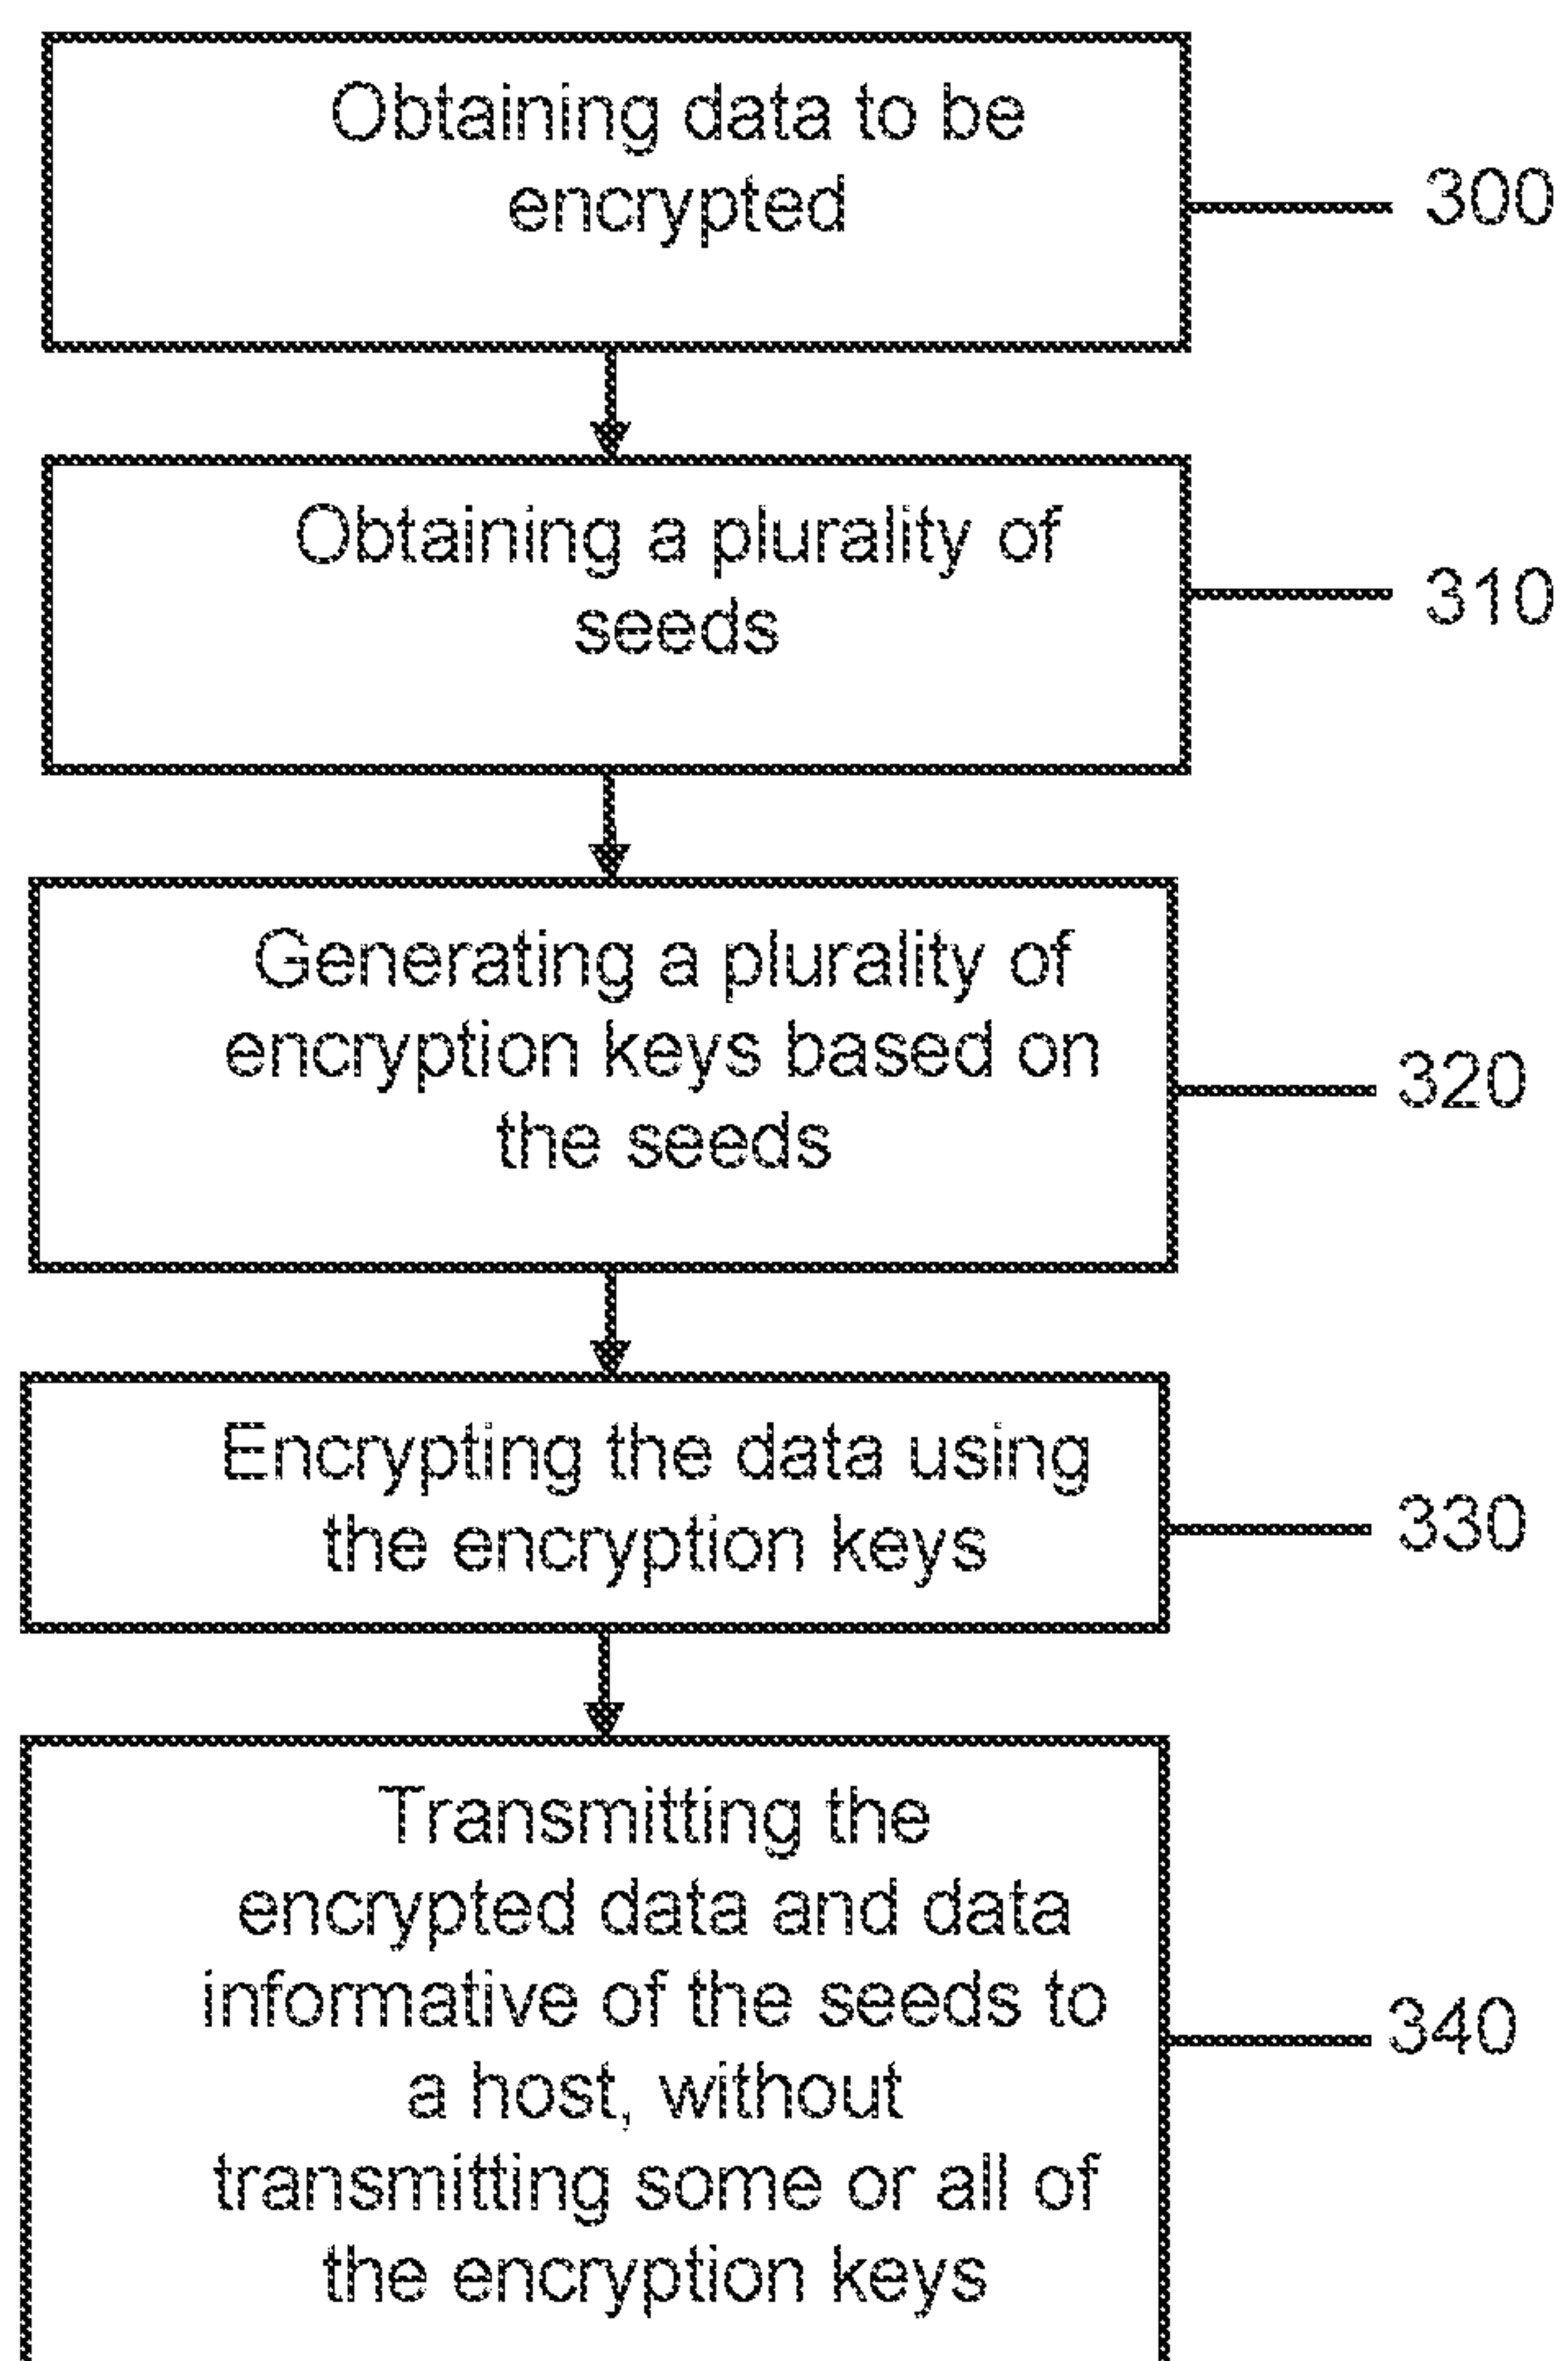 Obtaining data to be
encrypted
300
Obtaining a plurality of
seeds
310
Generating a plurality of
encryption keys based on
the seeds
320
Encrypting the data using
the encryption keys
330
Transmitting the
encrypted data and data
informative of the seeds to
a host, without
transmitting some or all of
the encryption keys
340